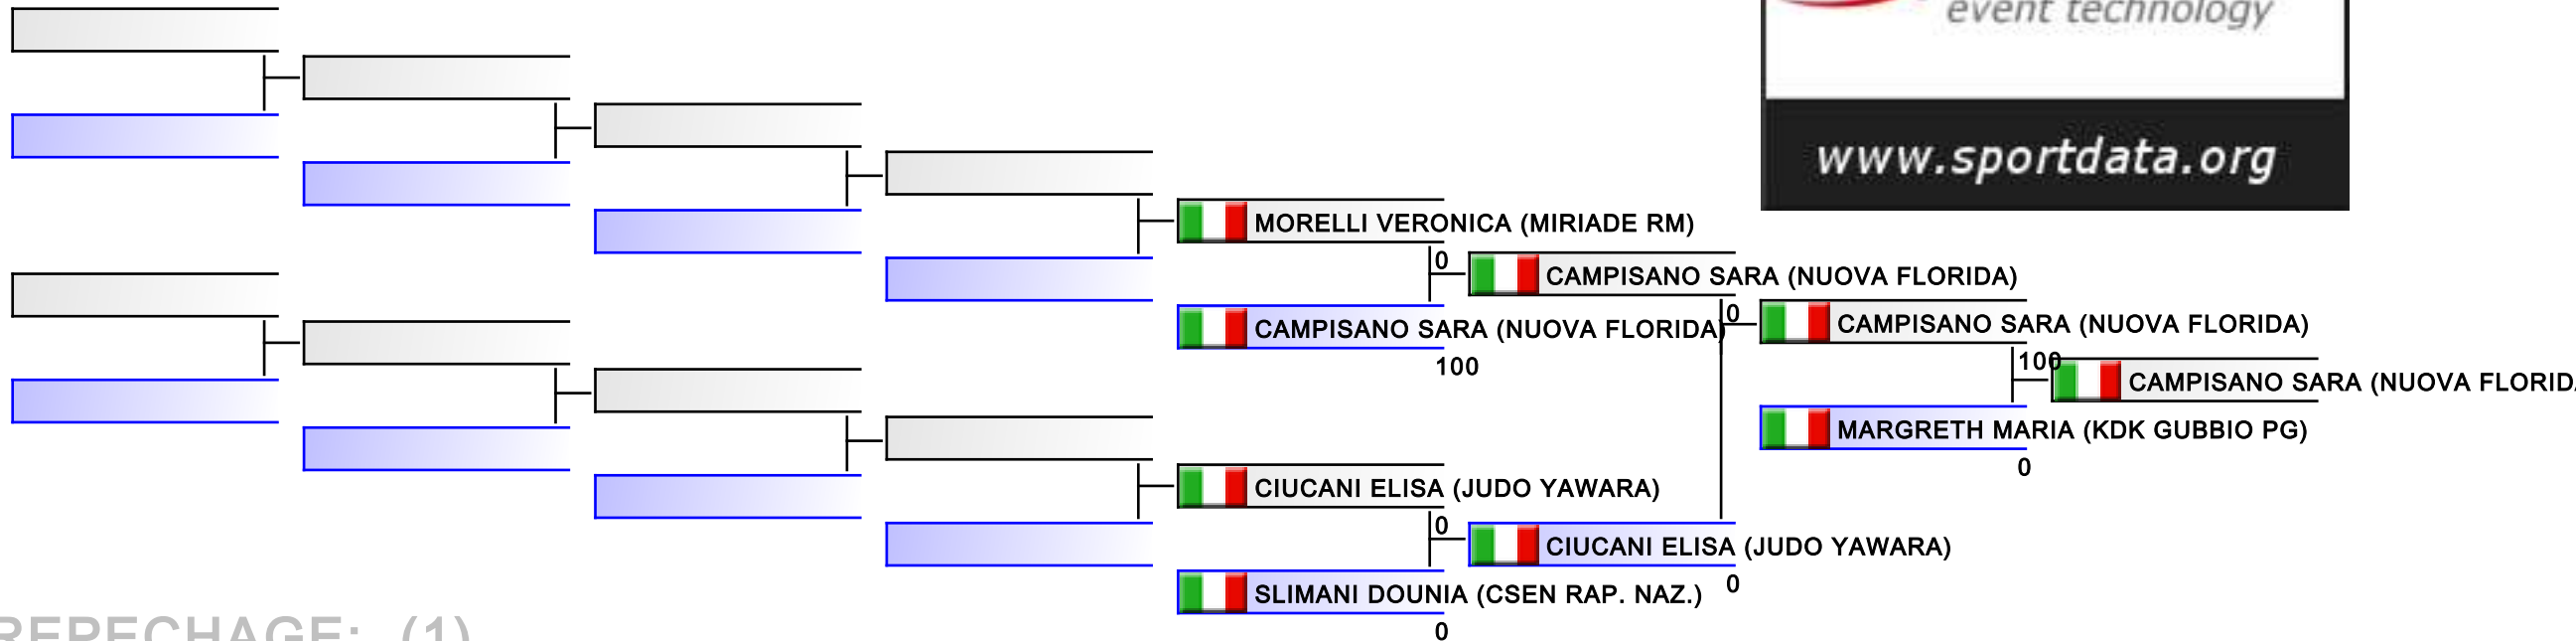 event technology
www.sportdata.org
MORELLI VERONICA (MIRIADE RM)
0
CAMPISANO SARA (NUOVA FLORIDA)
CAMPISANO SARA (NUOVA FLORIDA)
100
0
CAMPISANO SARA (NUOVA FLORIDA)
100
CAMPISANO SARA (NUOVA FLORIDA
MARGRETH MARIA (KDK GUBBIO PG)
0
CIUCANI ELISA (JUDO YAWARA)
0
CIUCANI ELISA (JUDO YAWARA)
0
SLIMANI DOUNIA (CSEN RAP. NAZ.)
0
REPECHAGE: (1)